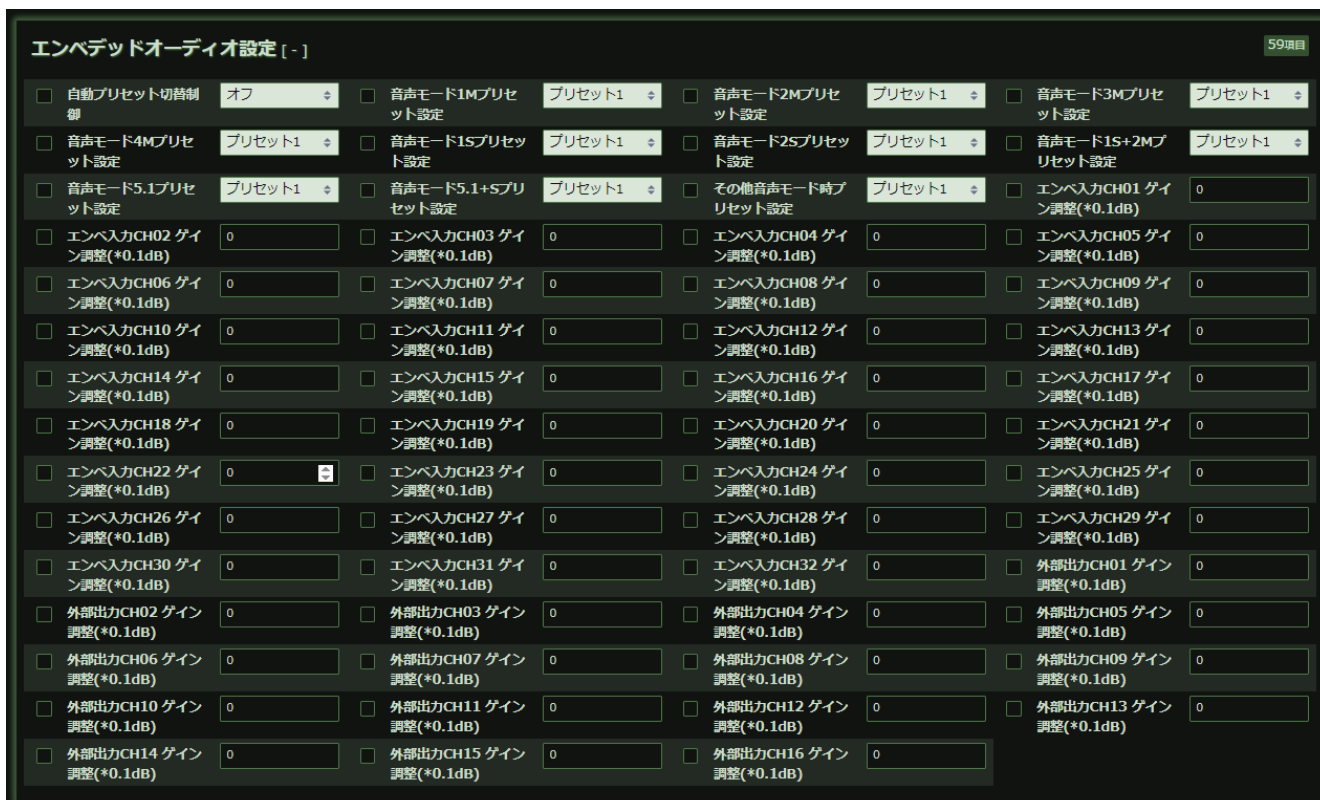 エンベデッドオーディオ設定 [ - ]
59項目
自動プリセット切替制
御
オフ
音声モード1Mプリセ
ット設定
プリセット1
音声モード2Mプリセ
ット設定
プリセット1
音声モード3Mプリセ
ット設定
プリセット1
音声モード4Mプリセ
ット設定
プリセット1
音声モード1Sプリセッ
ト設定
プリセット1
音声モード2Sプリセッ
ト設定
プリセット1
音声モード1S+2Mプ
リセット設定
プリセット1
音声モード5.1プリセ
ット設定
プリセット1
音声モード5.1+Sプリ
セット設定
プリセット1
その他音声モード時プ
リセット設定
プリセット1
エンベ入力CH01 ゲイ
ン調整(*0.1dB)
0
エンベ入力CH02 ゲイ
ン調整(*0.1dB)
0
エンベ入力CH03 ゲイ
ン調整(*0.1dB)
0
エンベ入力CH04 ゲイ
ン調整(*0.1dB)
0
エンベ入力CH05 ゲイ
ン調整(*0.1dB)
0
エンベ入力CH06 ゲイ
ン調整(*0.1dB)
0
エンベ入力CH07 ゲイ
ン調整(*0.1dB)
0
エンベ入力CH08 ゲイ
ン調整(*0.1dB)
0
エンベ入力CH09 ゲイ
ン調整(*0.1dB)
0
エンベ入力CH10 ゲイ
ン調整(*0.1dB)
0
エンベ入力CH11 ゲイ
ン調整(*0.1dB)
0
エンベ入力CH12 ゲイ
ン調整(*0.1dB)
0
エンベ入力CH13 ゲイ
ン調整(*0.1dB)
0
エンベ入力CH14 ゲイ
ン調整(*0.1dB)
0
エンベ入力CH15 ゲイ
ン調整(*0.1dB)
0
エンベ入力CH16 ゲイ
ン調整(*0.1dB)
0
エンベ入力CH17 ゲイ
ン調整(*0.1dB)
0
エンベ入力CH18 ゲイ
ン調整(*0.1dB)
0
エンベ入力CH19 ゲイ
ン調整(*0.1dB)
0
エンベ入力CH20 ゲイ
ン調整(*0.1dB)
0
エンベ入力CH21 ゲイ
ン調整(*0.1dB)
0
エンベ入力CH22 ゲイ
ン調整(*0.1dB)
0
エンベ入力CH23 ゲイ
ン調整(*0.1dB)
0
エンベ入力CH24 ゲイ
ン調整(*0.1dB)
0
エンベ入力CH25 ゲイ
ン調整(*0.1dB)
0
エンベ入力CH26 ゲイ
ン調整(*0.1dB)
0
エンベ入力CH27 ゲイ
ン調整(*0.1dB)
0
エンベ入力CH28 ゲイ
ン調整(*0.1dB)
0
エンベ入力CH29 ゲイ
ン調整(*0.1dB)
0
エンベ入力CH30 ゲイ
ン調整(*0.1dB)
0
エンベ入力CH31 ゲイ
ン調整(*0.1dB)
0
エンベ入力CH32 ゲイ
ン調整(*0.1dB)
0
外部出力CH01 ゲイン
調整(*0.1dB)
0
外部出力CH02 ゲイン
調整(*0.1dB)
0
外部出力CH03 ゲイン
調整(*0.1dB)
0
外部出力CH04 ゲイン
調整(*0.1dB)
0
外部出力CH05 ゲイン
調整(*0.1dB)
0
外部出力CH06 ゲイン
調整(*0.1dB)
0
外部出力CH07 ゲイン
調整(*0.1dB)
0
外部出力CH08 ゲイン
調整(*0.1dB)
0
外部出力CH09 ゲイン
調整(*0.1dB)
0
外部出力CH10 ゲイン
調整(*0.1dB)
0
外部出力CH11 ゲイン
調整(*0.1dB)
0
外部出力CH12 ゲイン
調整(*0.1dB)
0
外部出力CH13 ゲイン
調整(*0.1dB)
0
外部出力CH14 ゲイン
調整(*0.1dB)
0
外部出力CH15 ゲイン
調整(*0.1dB)
0
外部出力CH16 ゲイン
調整(*0.1dB)
0